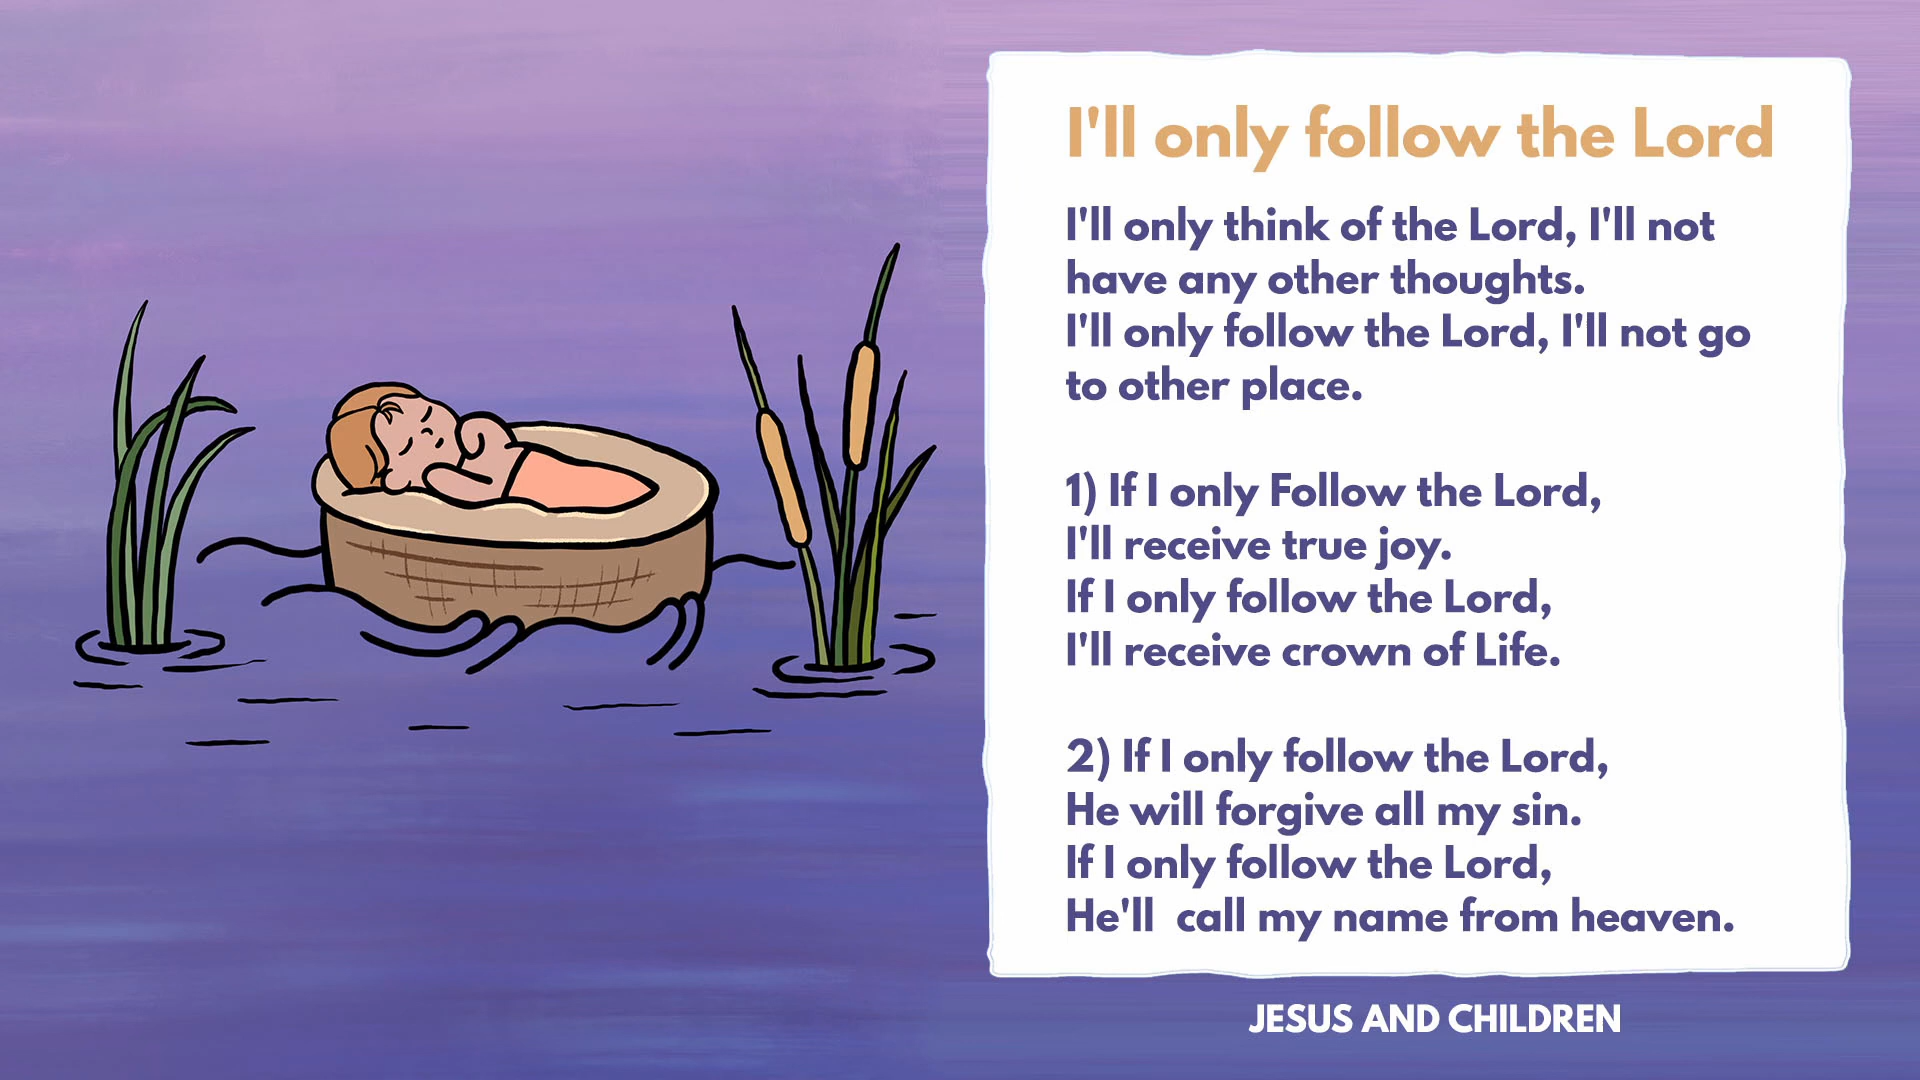 I'll only follow the Lord
I'll only think of the Lord, I'll not
have any other thoughts.
I'll only follow the Lord, I'll not go
to other place.
1) If I only Follow the Lord,
I'll receive true joy.
If I only follow the Lord,
I'll receive crown of Life.
2) If I only follow the Lord,
He will forgive all my sin.
If I only follow the Lord,
He'll  call my name from heaven.
JESUS AND CHILDREN